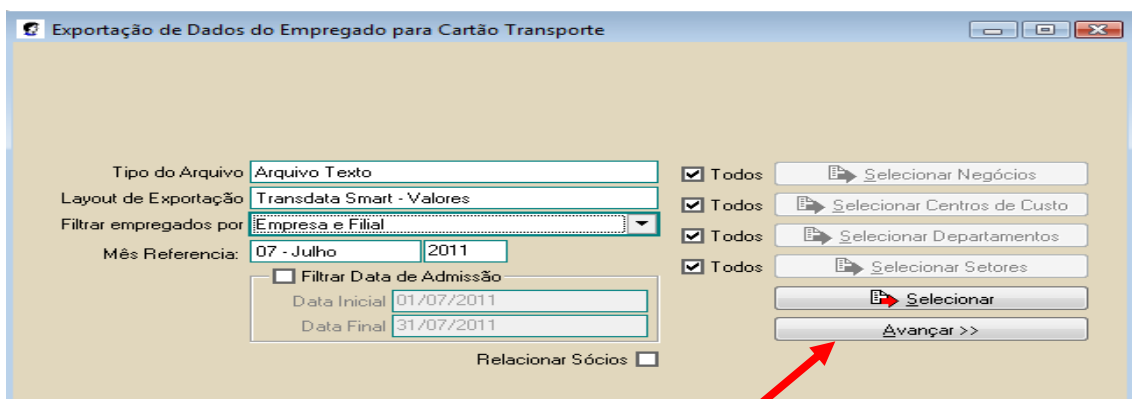 Exportação de Dados do Empregado para Cartão Transporte
Tipo do Arquivo Arquivo Texto
Layout de Exportação Transdata Smart - Valores
Filtrar empregados por Empresa e Filial
Mês Referencia: 07 - Julho 2011
Filtrar Data de Admissão
Data Inicial 01/07/2011
Data Final 31/07/2011
Relacionar Sócios
Todos Selecionar Negócios
Todos Selecionar Centros de Custo
Todos Selecionar Departamentos
Todos Selecionar Setores
Selecionar
Avançar >>